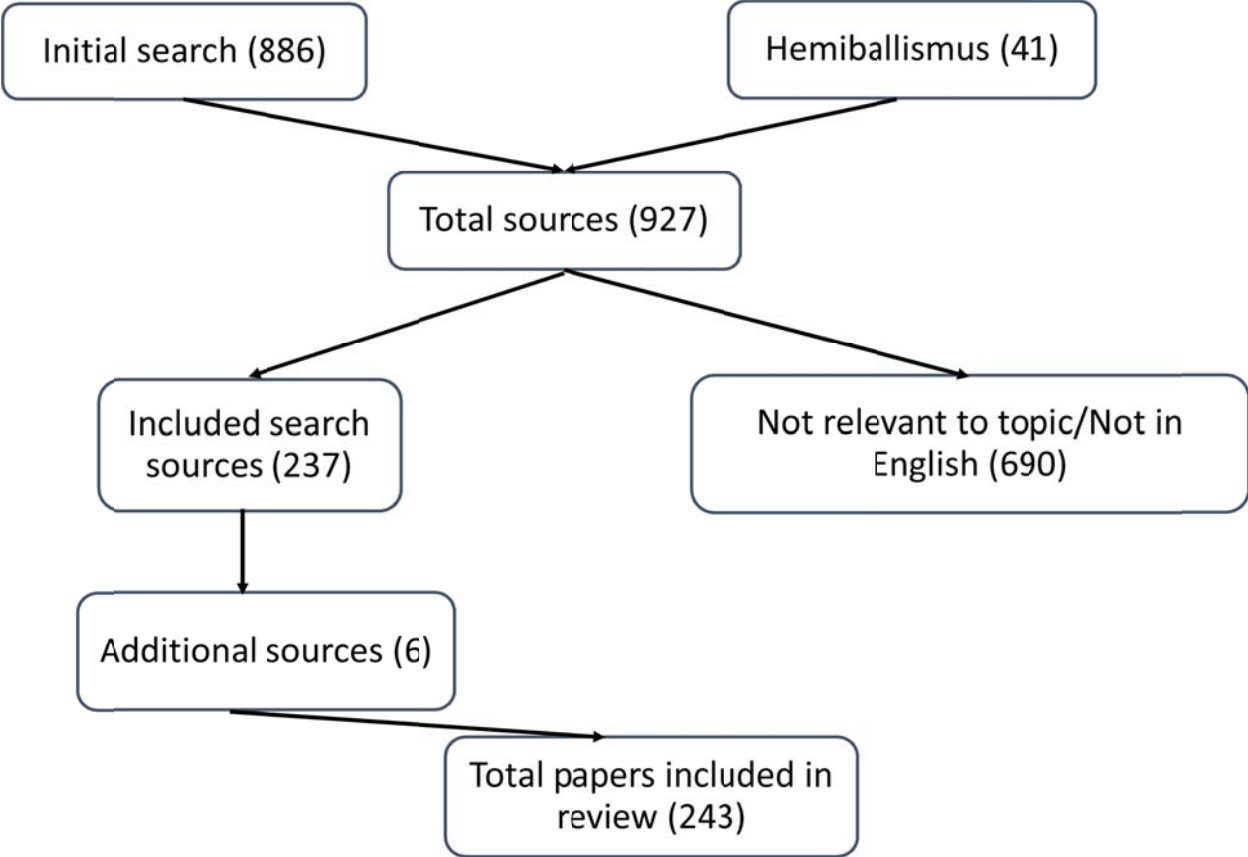 Initial search (886)
Hemiballismus (41)
Total sources (927)
Included search
sources (237)
Not relevant to topic/Not in
English (690)
Additional sources (6)
Total papers included in
review (243)